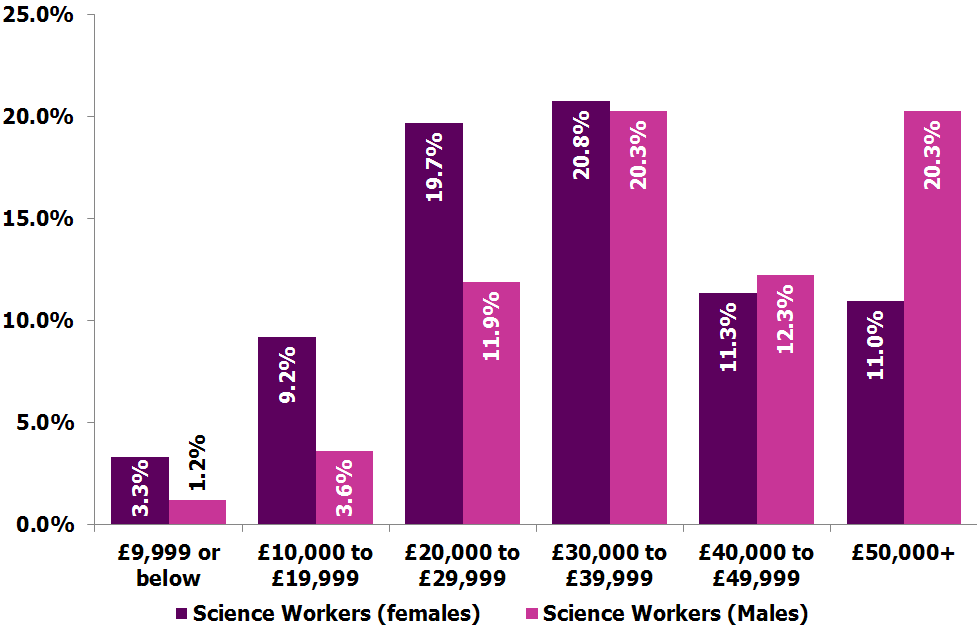 25.0%
20.0%
15.0%
10.0%
5.0%
0.0%
3.3%
1.2%
9.2%
3.6%
19.7%
11.9%
20.8%
20.3%
11.3%
12.3%
11.0%
20.3%
£9,999 or
below
£10,000 to
£19,999
£20,000 to
£29,999
£30,000 to
£39,999
£40,000 to
£49,999
£50,000+
Science Workers (females)
Science Workers (Males)